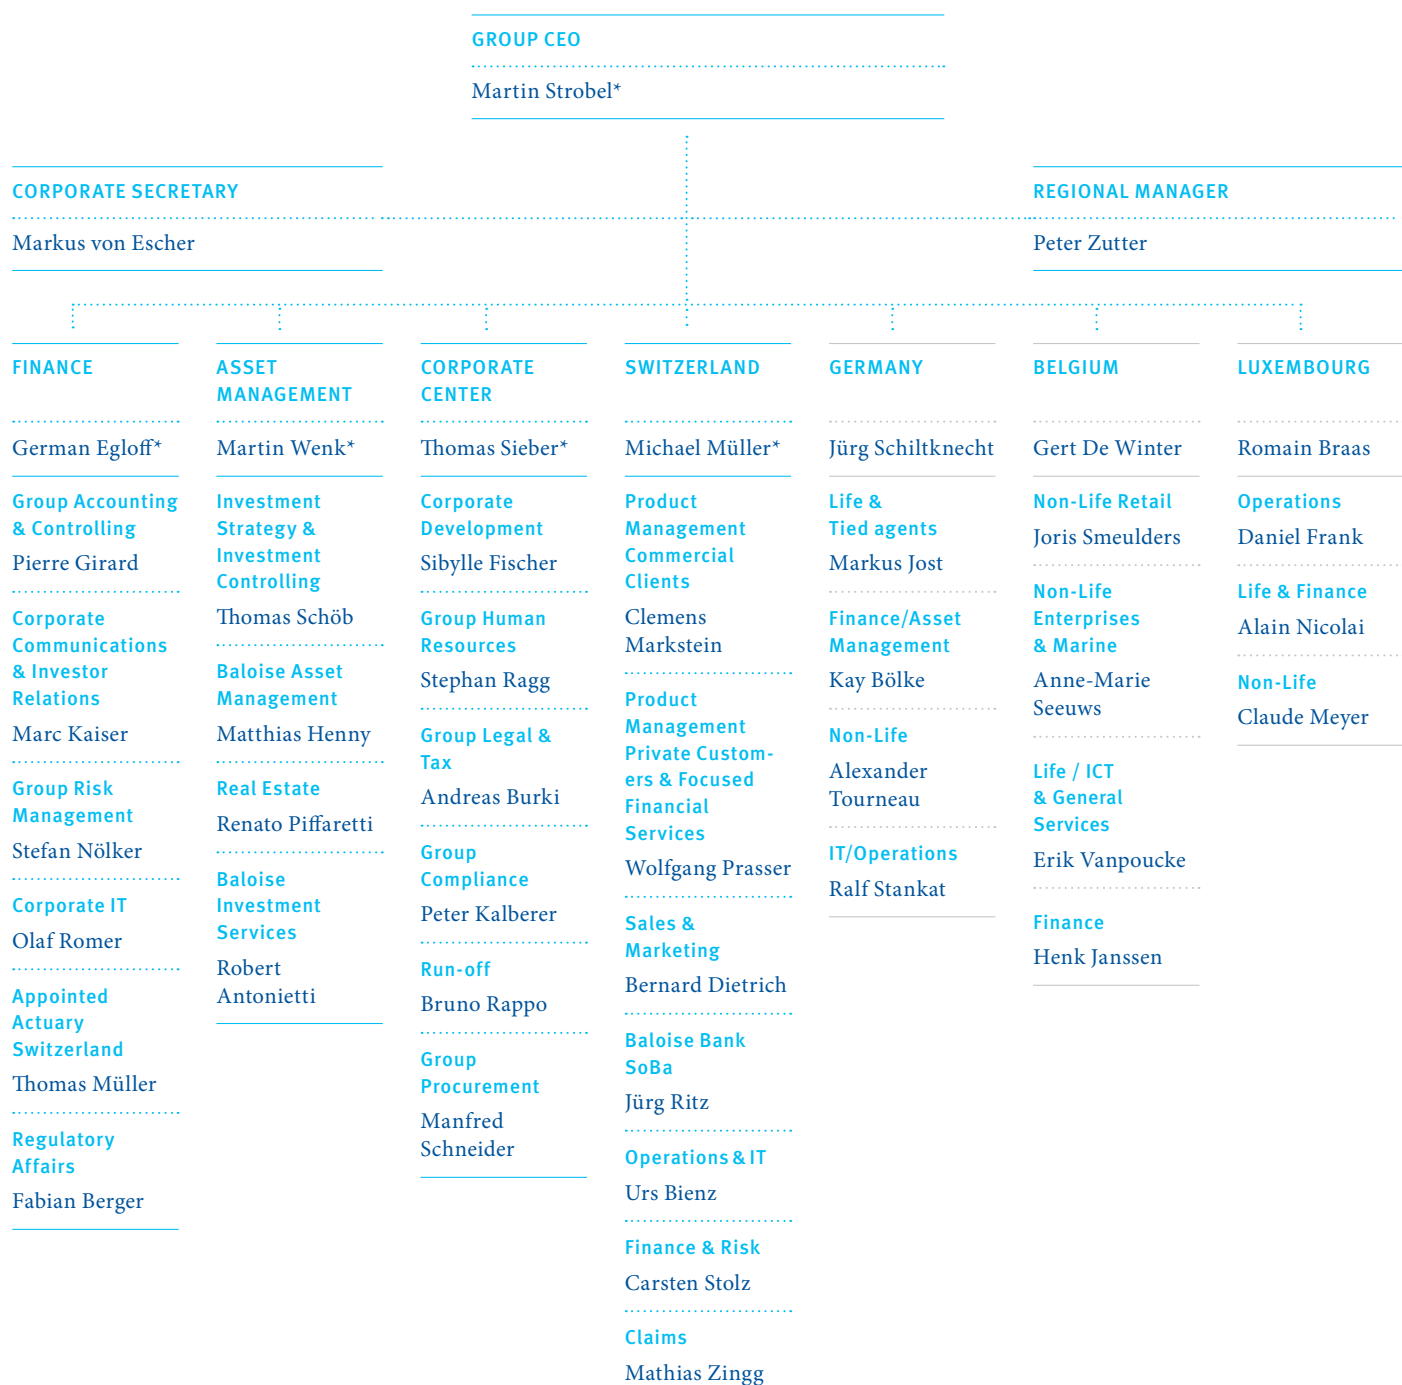 GROUP CEO
Martin Strobel*
CORPORATE SECRETARY
Markus von Escher
REGIONAL MANAGER
Peter Zutter
FINANCE
German Egloff*
Group Accounting
& Controlling
Pierre Girard
Corporate
Communications
& Investor
Relations
Marc Kaiser
Group Risk
Management
Stefan Nölker
Corporate IT
Olaf Romer
Appointed
Actuary
Switzerland
Thomas Müller
Regulatory
Affairs
Fabian Berger
ASSET
MANAGEMENT
Martin Wenk*
Investment
Strategy &
Investment
Controlling
Thomas Schöb
Baloise Asset
Management
Matthias Henny
Real Estate
Renato Piffaretti
Baloise
Investment
Services
Robert
Antonietti
CORPORATE
CENTER
Thomas Sieber*
Corporate
Development
Sibylle Fischer
Group Human
Resources
Stephan Ragg
Group Legal &
Tax
Andreas Burki
Group
Compliance
Peter Kalberer
Run-off
Bruno Rappo
Group
Procurement
Manfred
Schneider
SWITZERLAND
Michael Müller*
Product
Management
Commercial
Clients
Clemens
Markstein
Product
Management
Private Custom-
ers & Focused
Financial
Services
Wolfgang Prasser
Sales &
Marketing
Bernard Dietrich
Baloise Bank
SoBa
Jürg Ritz
Operations & IT
Urs Bienz
Finance & Risk
Carsten Stolz
Claims
Mathias Zingg
GERMANY
Jürg Schiltknecht
Life &
Tied agents
Markus Jost
Finance/Asset
Management
Kay Bölke
Non-Life
Alexander
Tourneau
IT/Operations
Ralf Stankat
BELGIUM
Gert De Winter
Non-Life Retail
Joris Smeulders
Non-Life
Enterprises
& Marine
Anne-Marie
Seeuws
Life / ICT
& General
Services
Erik Vanpoucke
Finance
Henk Janssen
LUXEMBOURG
Romain Braas
Operations
Daniel Frank
Life & Finance
Alain Nicolai
Non-Life
Claude Meyer